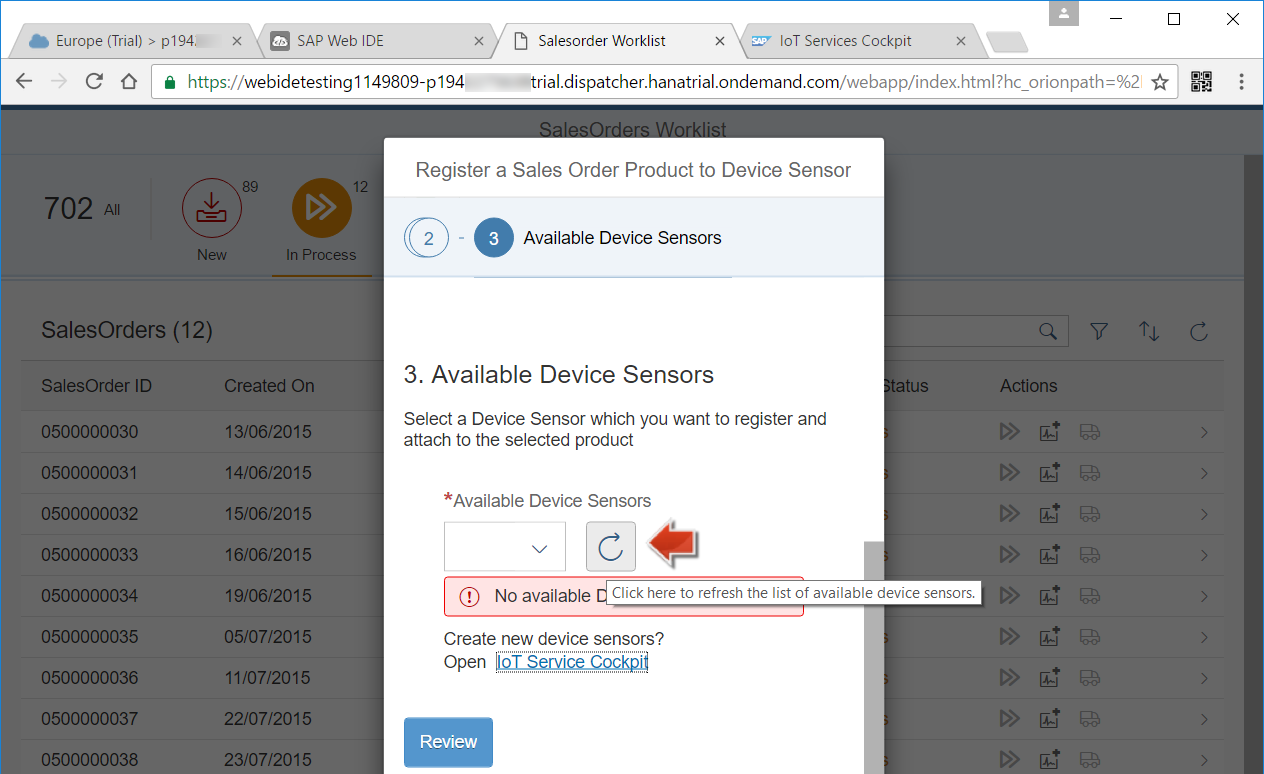 Europe (Trial) > p194
SAP Web IDE
Salesorder Worklist
SAP IoT Services Cockpit
https://webidetesting1149809-p194 trial.dispatcher.hanatrial.ondemand.com/webapp/index.html?hc_orionpath=%2
SalesOrders Worklist
Register a Sales Order Product to Device Sensor
702 All
89
New
12
In Process
2 - 3 Available Device Sensors
SalesOrders (12)
SalesOrder ID Created On Status Actions
3. Available Device Sensors
Select a Device Sensor which you want to register and
attach to the selected product
*Available Device Sensors
No available D
Click here to refresh the list of available device sensors.
Create new device sensors?
Open IoT Service Cockpit
Review
0500000030 13/06/2015 s
0500000031 14/06/2015 s
0500000032 15/06/2015 s
0500000033 16/06/2015 s
0500000034 19/06/2015 s
0500000035 05/07/2015 s
0500000036 11/07/2015 s
0500000037 22/07/2015 s
0500000038 23/07/2015 s